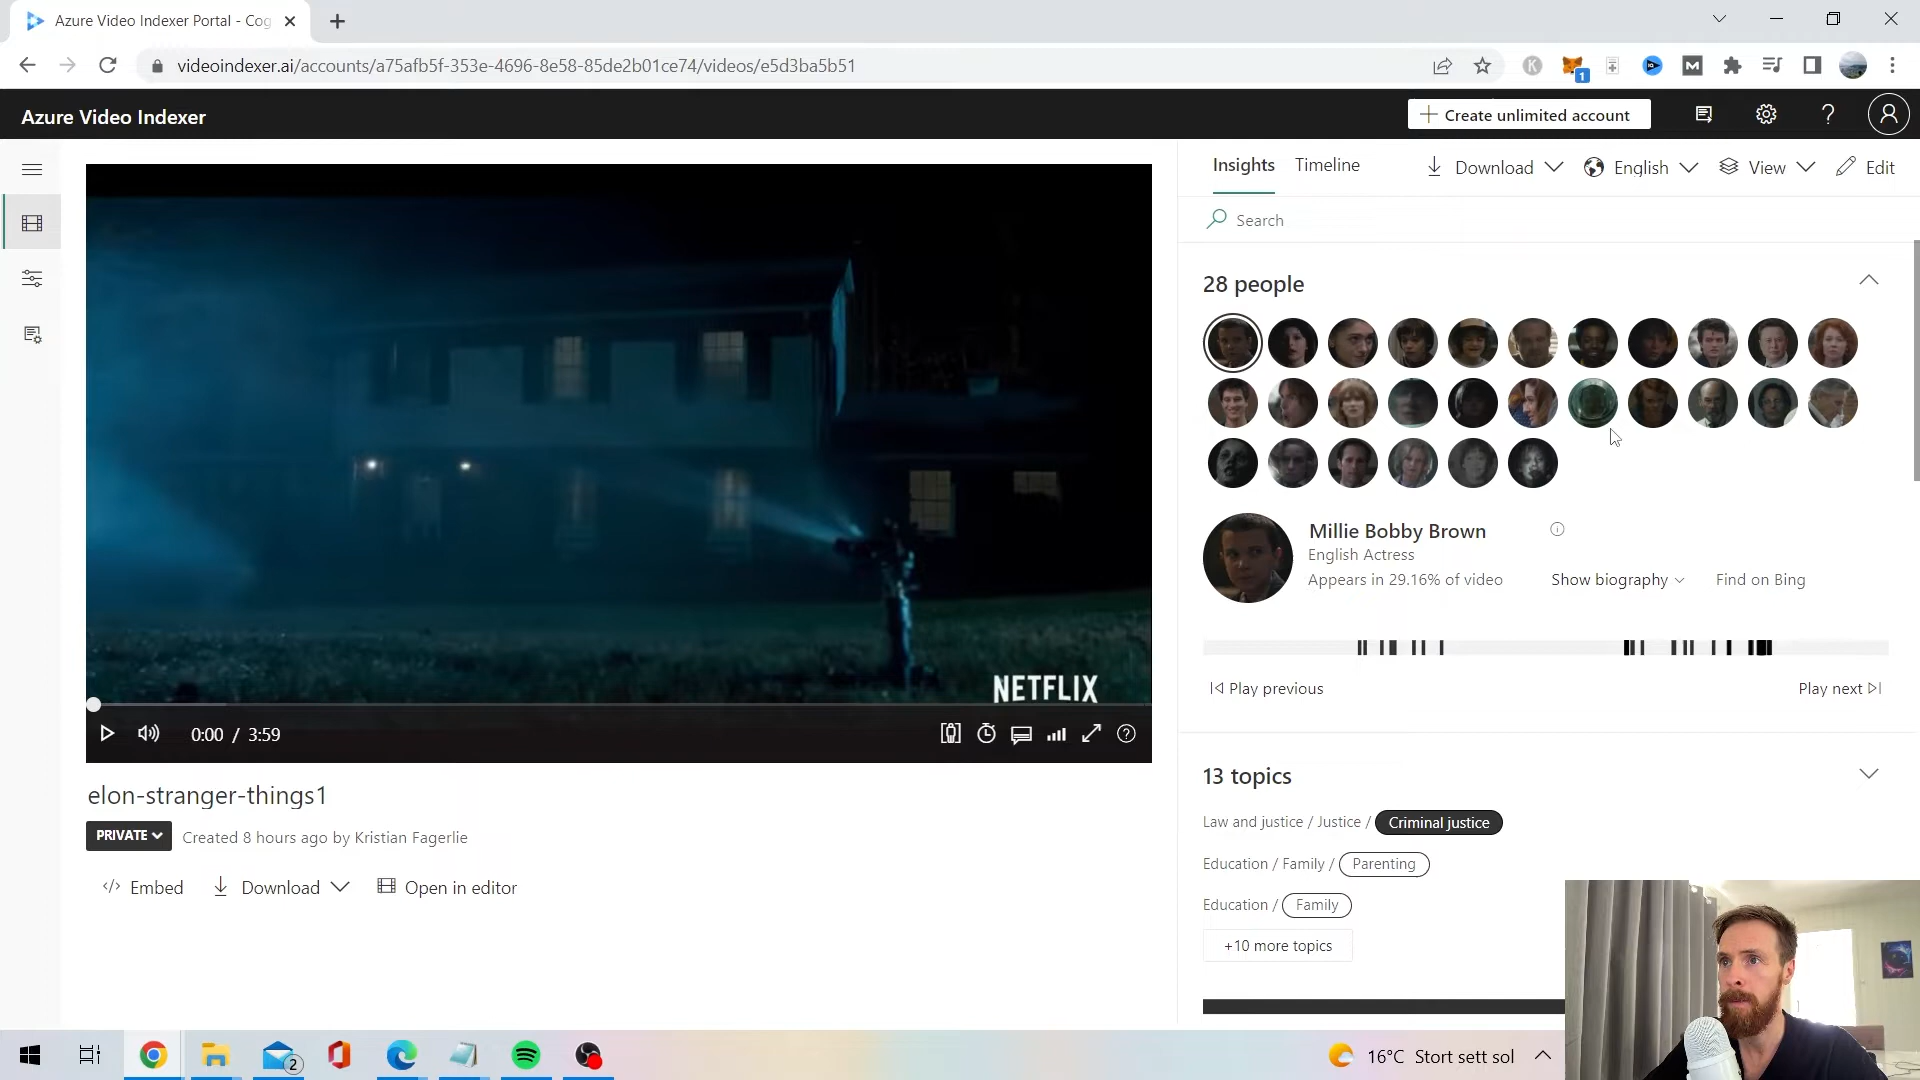 Azure Video Indexer Portal - Cog
videoindexer.ai/accounts/a75afb5f-353e-4696-8e58-85de2b01ce74/videos/e5d3ba5b51
1
Azure Video Indexer
Create unlimited account
Insights
Timeline
Download
English
View
Edit
Search
28 people
Millie Bobby Brown
English Actress
Appears in 29.16% of video
Show biography
Find on Bing
Play previous
Play next
NETFLIX
0:00 / 3:59
elon-stranger-things1
PRIVATE
Created 8 hours ago by Kristian Fagerlie
Embed
Download
Open in editor
13 topics
Law and justice / Justice / Criminal justice
Education / Family / Parenting
Education / Family
+10 more topics
2
16°C Stort sett sol